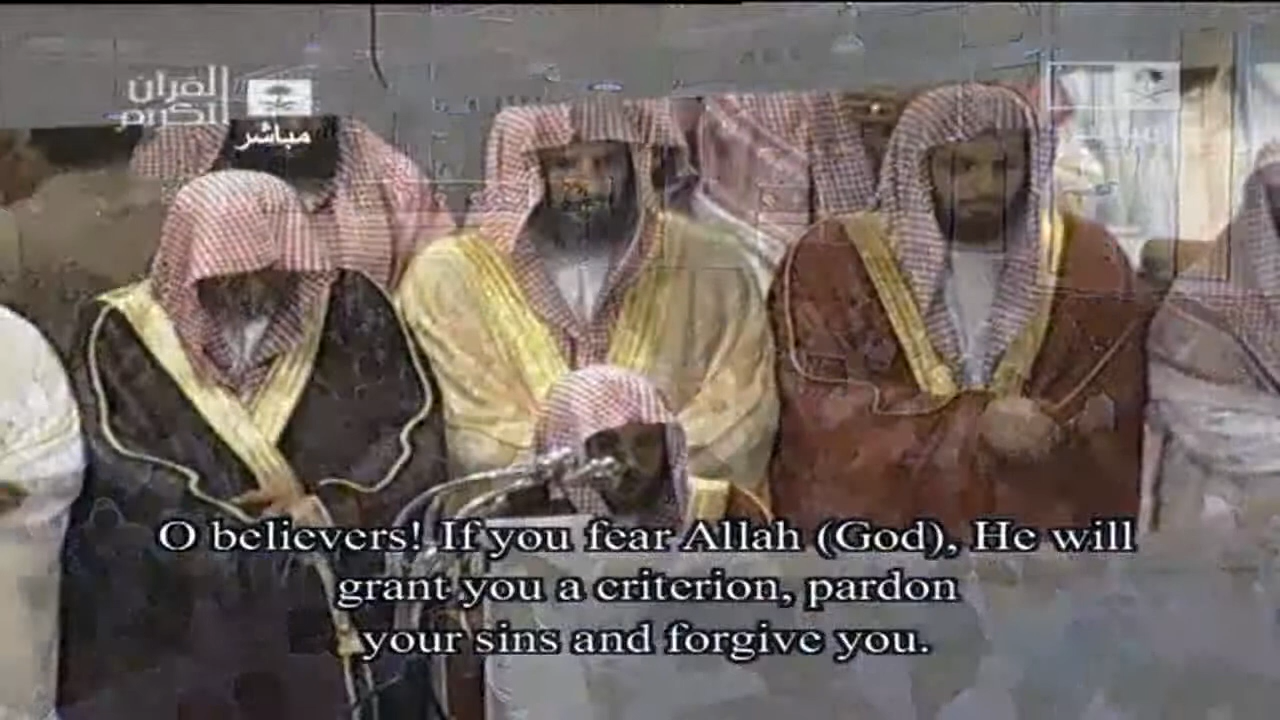 القرآن
الكريم
مباشر
O believers! If you fear Allah (God), He will
grant you a criterion, pardon
your sins and forgive you.